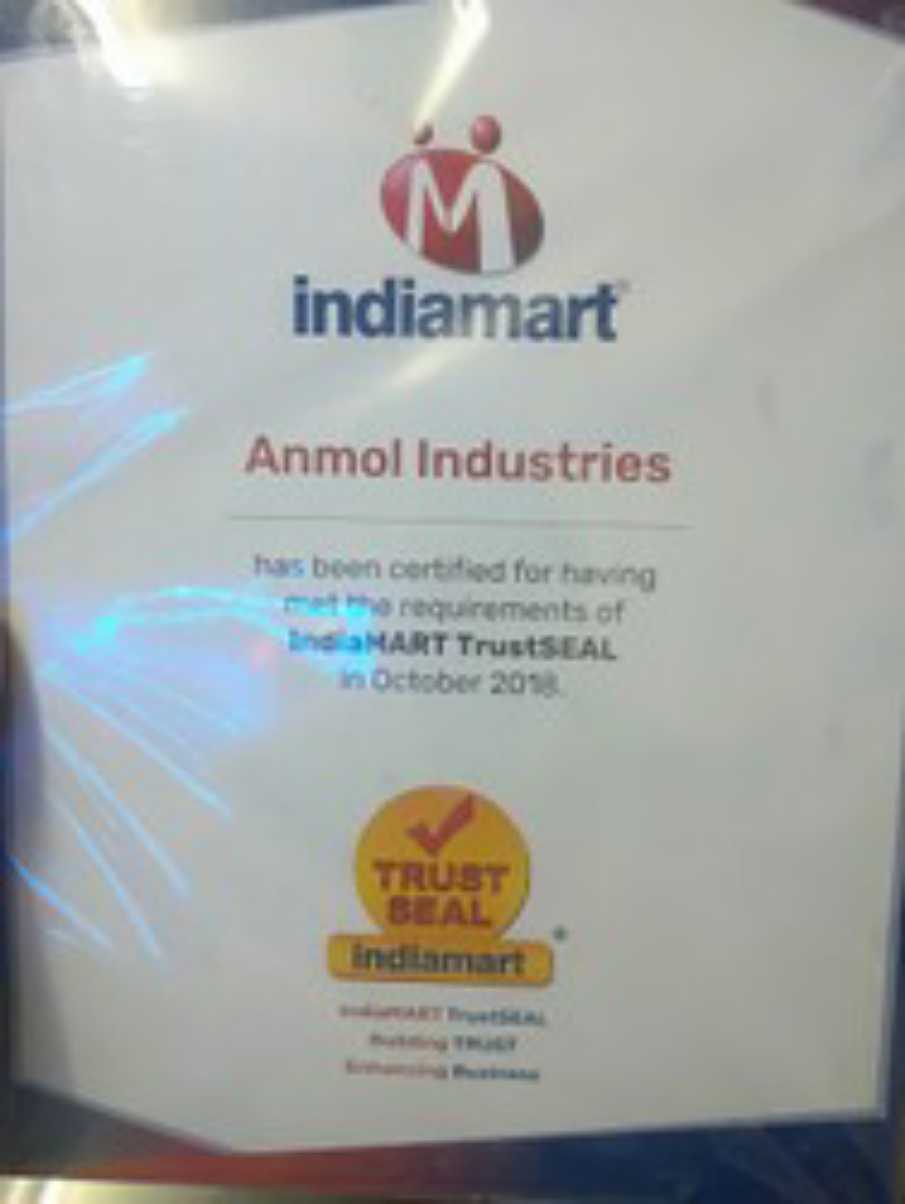 M
indiamart
Anmol Industries
has been certified for having
met the requirements of
IndiaMART TrustSEAL
in October 2018.
TRUST
SEAL
indiamart
IndiaMART TrustSEAL
Building TRUST
Enhancing Business